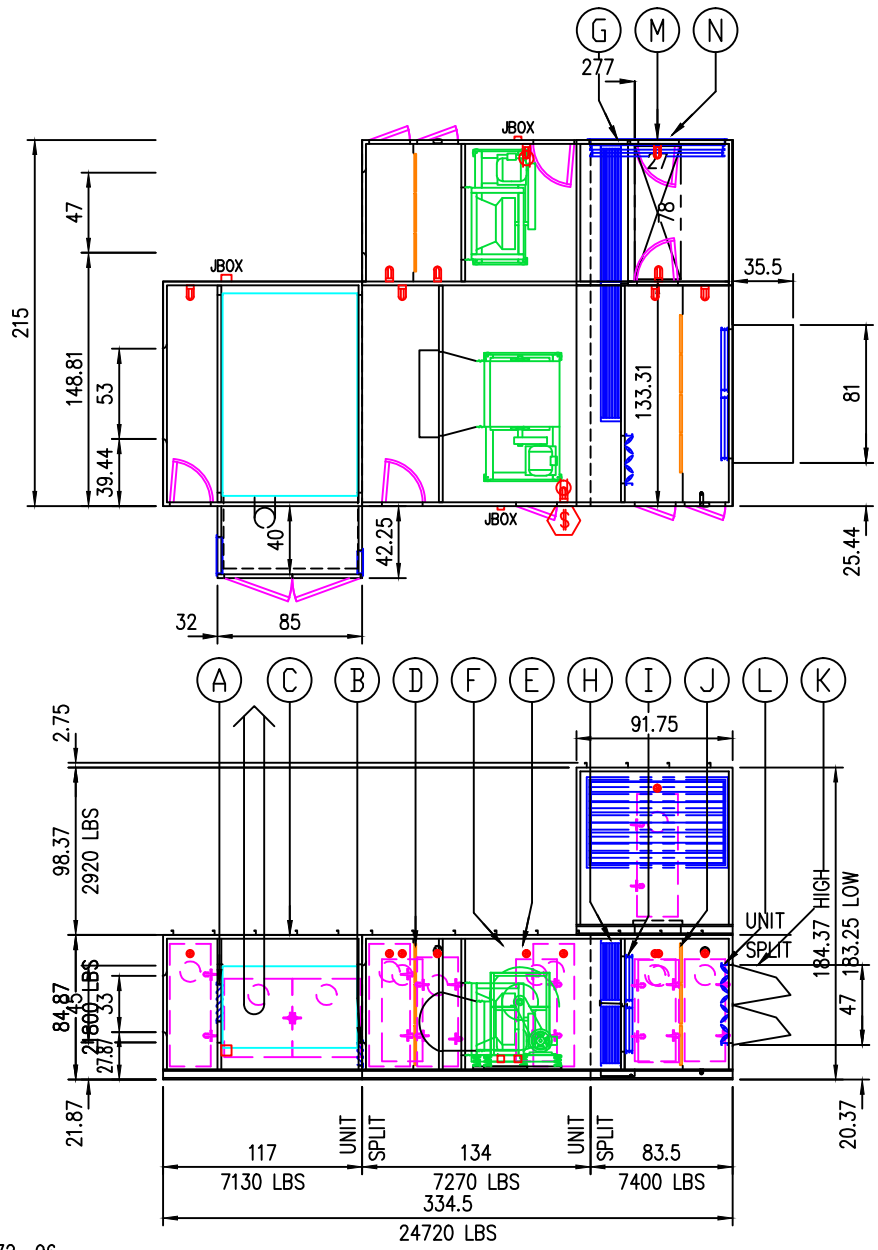 G M N
277
JBOX
27
47
78
JBOX
35.5
215
148.81
53
133.31
81
39.44
JBOX
$
40
42.25
25.44
32 85
A C B D F E H I J L K
2.75
91.75
98.37
2920 LBS
184.37 HIGH
183.25 LOW
UNIT
SPLIT
84.87
45
21800 LBS
33
27.87
47
21.87
20.37
UNIT
SPLIT
UNIT
SPLIT
117 134 83.5
7130 LBS 7270 LBS 7400 LBS
334.5
24720 LBS